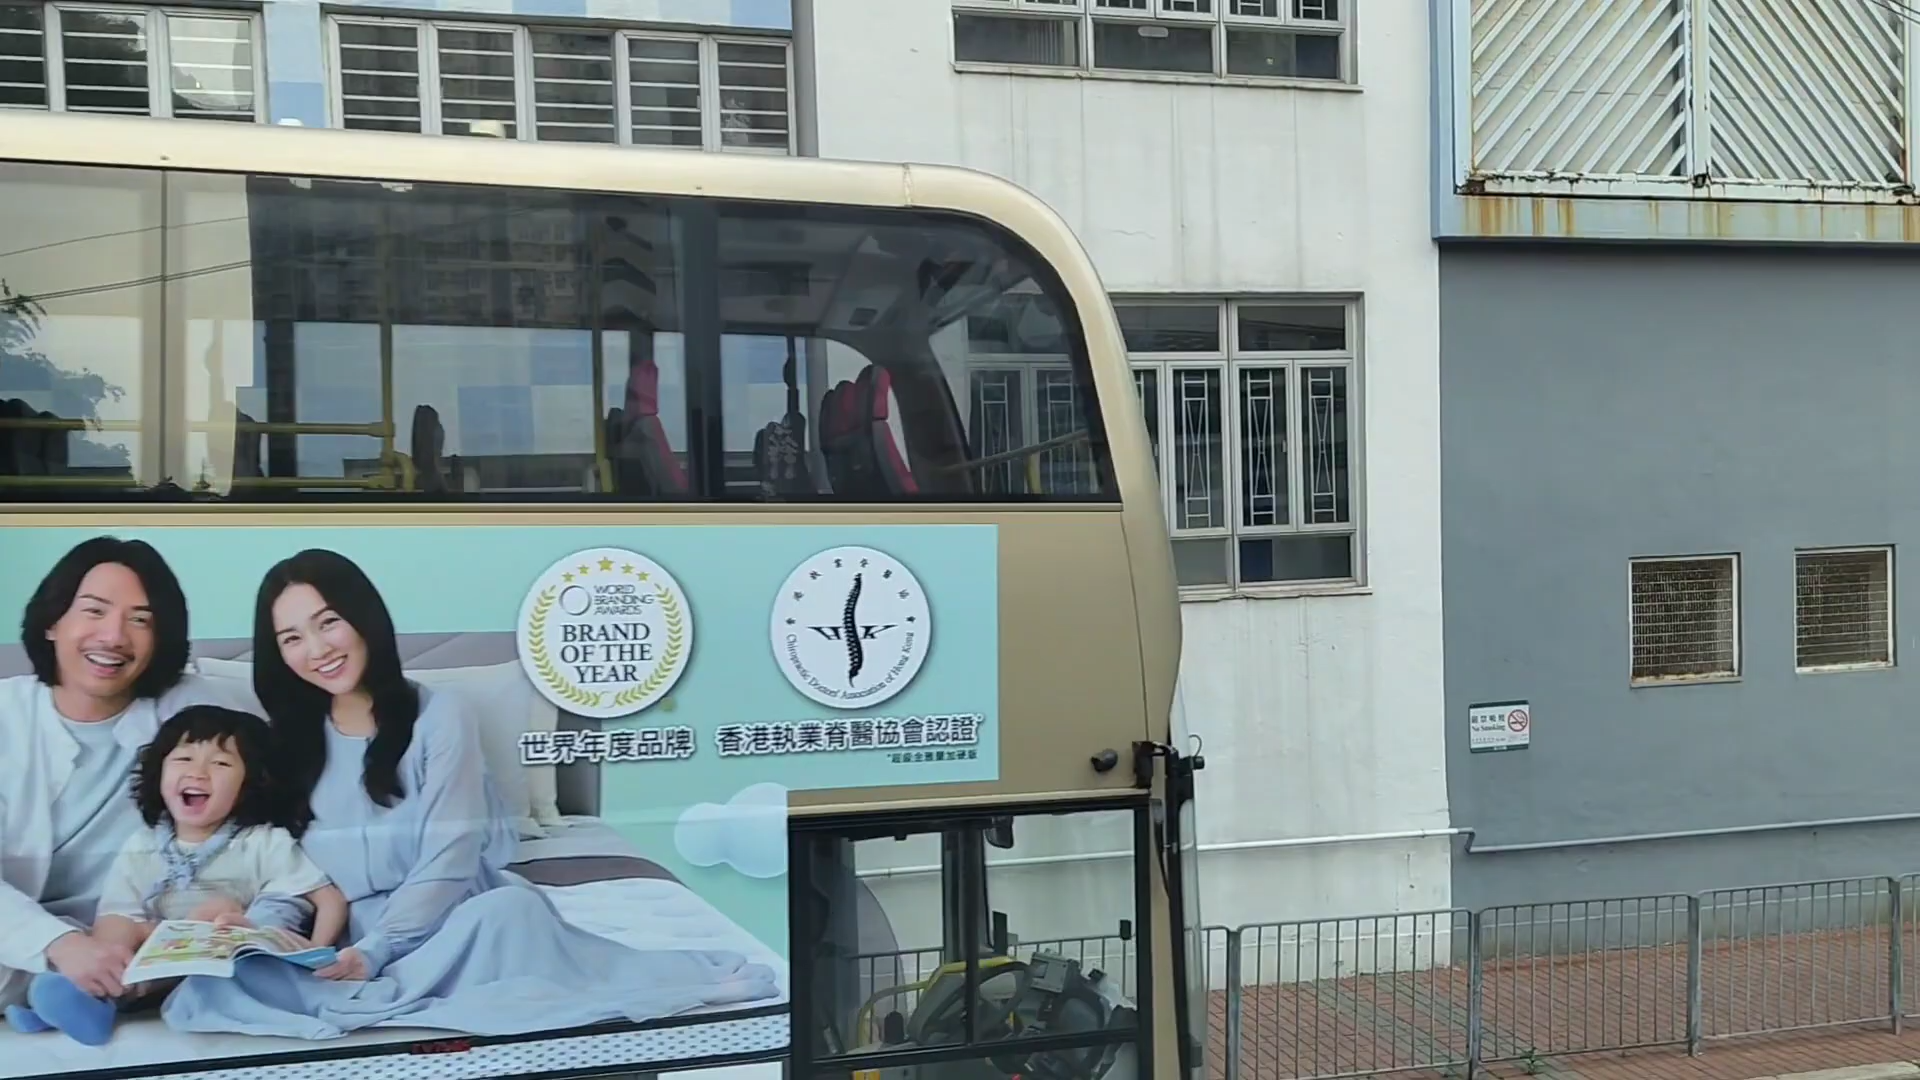 WORLD
BRANDING
AWARDS
BRAND
OF THE
YEAR
世界年度品牌
H K
Chiropractic Doctors' Association of Hong Kong
香港執業脊醫協會認證*
No Smoking